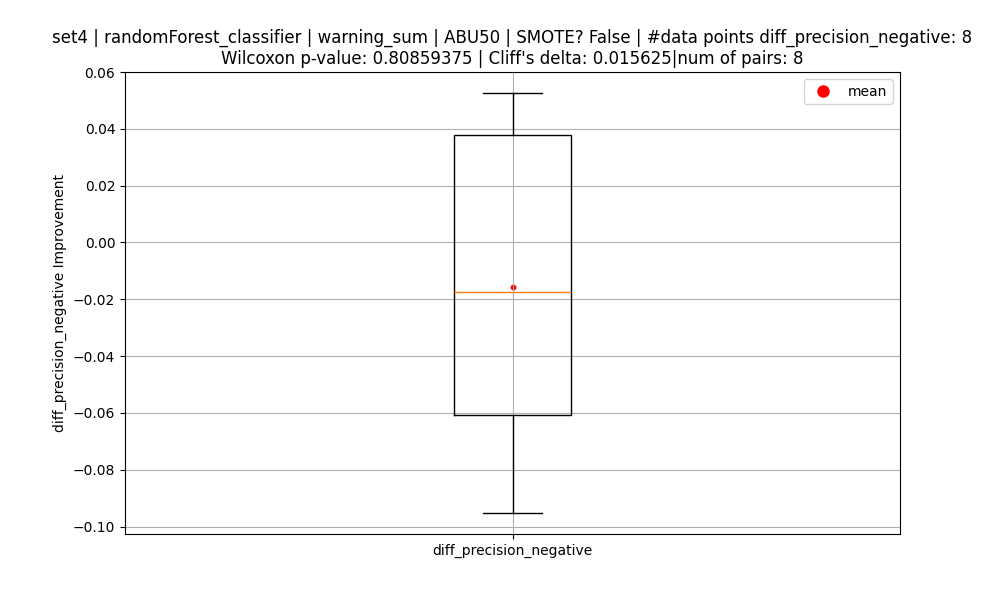 set4 | randomForest_classifier | warning_sum | ABU50 | SMOTE? False | #data points diff_precision_negative: 8
Wilcoxon p-value: 0.80859375 | Cliff's delta: 0.015625|num of pairs: 8
mean
0.06
0.04
0.02
0.00
−0.02
−0.04
−0.06
−0.08
−0.10
diff_precision_negative Improvement
diff_precision_negative